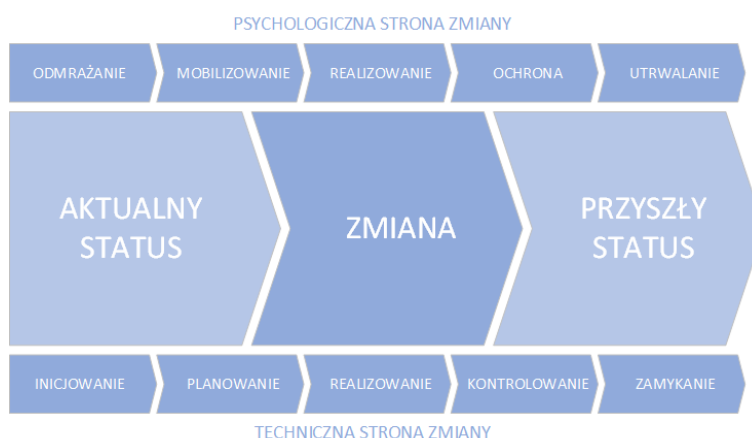 PSYCHOLOGICZNA STRONA ZMIANY
ODMRAŻANIE
MOBILIZOWANIE
REALIZOWANIE
OCHRONA
UTRWALANIE
AKTUALNY
STATUS
ZMIANA
PRZYSZŁY
STATUS
INICJOWANIE
PLANOWANIE
REALIZOWANIE
KONTROLOWANIE
ZAMYKANIE
TECHNICZNA STRONA ZMIANY